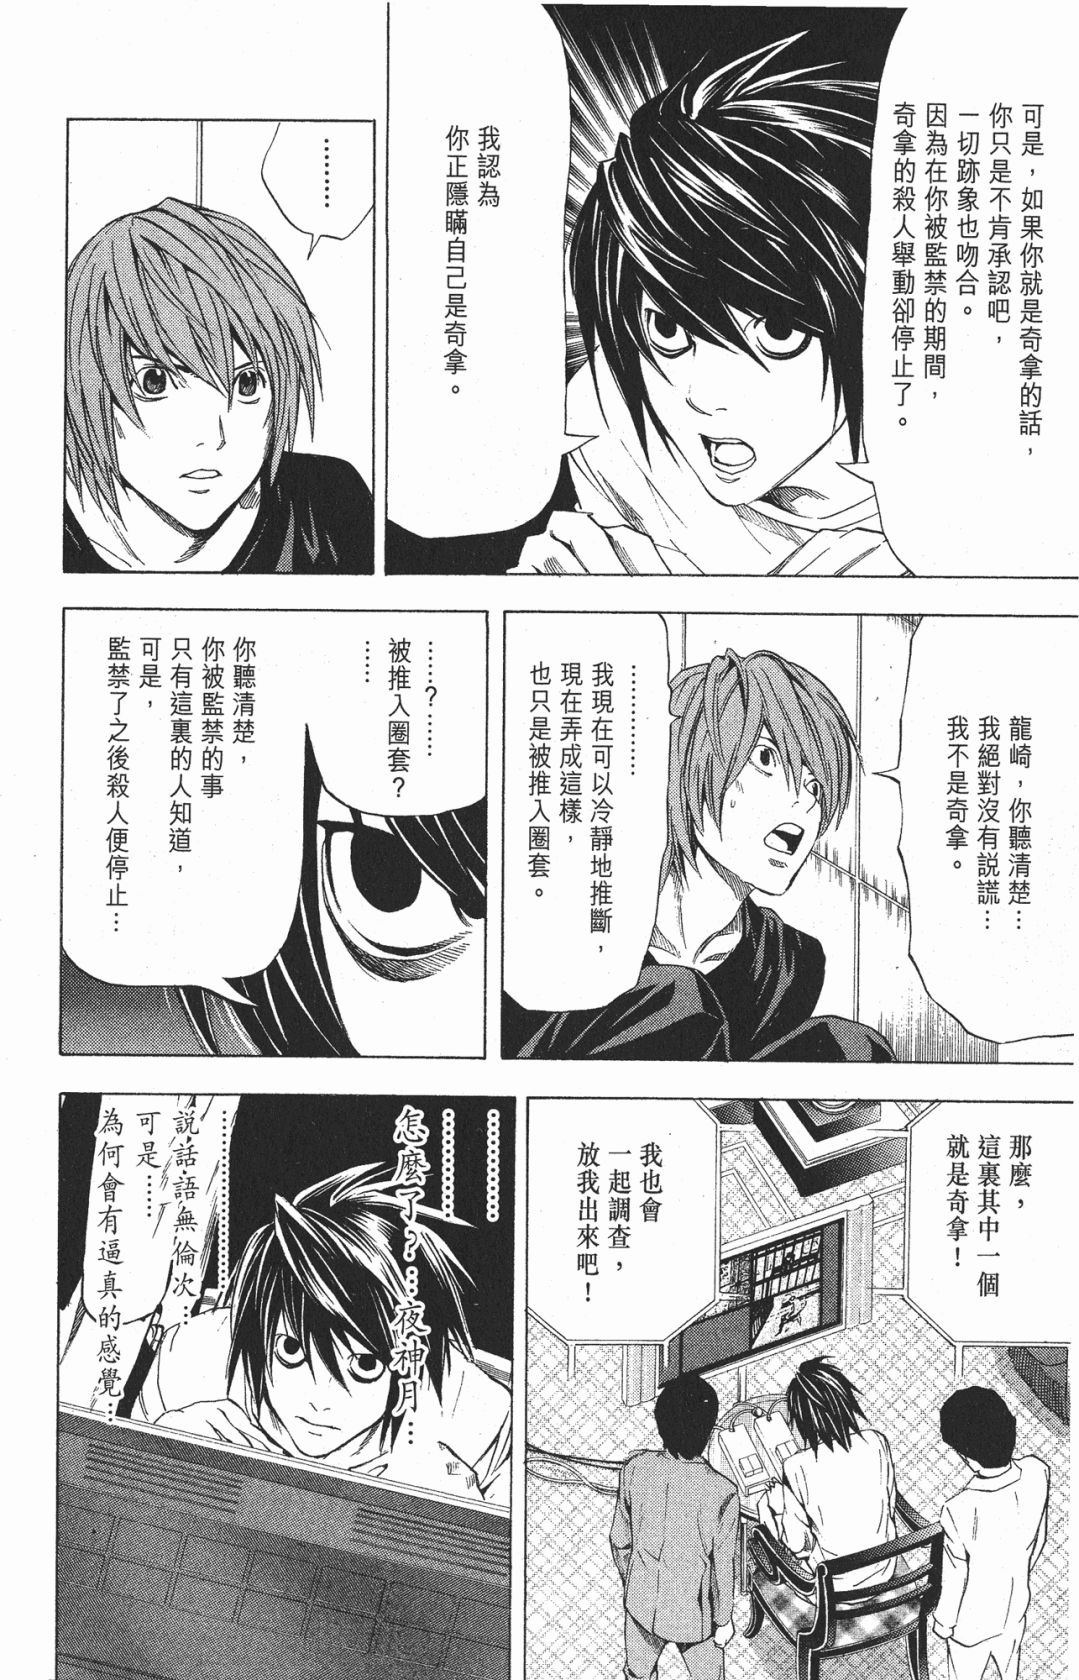 可是，如果你就是奇拿的話，
你只是不肯承認吧，
一切跡象也吻合。
因為在你被監禁的期間，
奇拿的殺人舉動卻停止了。
我認為
你正隱瞞自己是奇拿。
………
龍崎，你聽清楚…
我絕對沒有説謊…
我不是奇拿。
…………
我現在可以冷靜地推斷，
現在弄成這樣，
也只是被推入圈套。
……?……
被推入圈套?
……
你聽清楚，
你被監禁的事
只有這裏的人知道，
可是，
監禁了之後殺人便停止…
那麼，
這裏其中一個
就是奇拿！
我也會
一起調查，
放我出來吧！
…………
怎麼了?…夜神月…
説話語無倫次…
可是……
為何會有逼真的感覺…